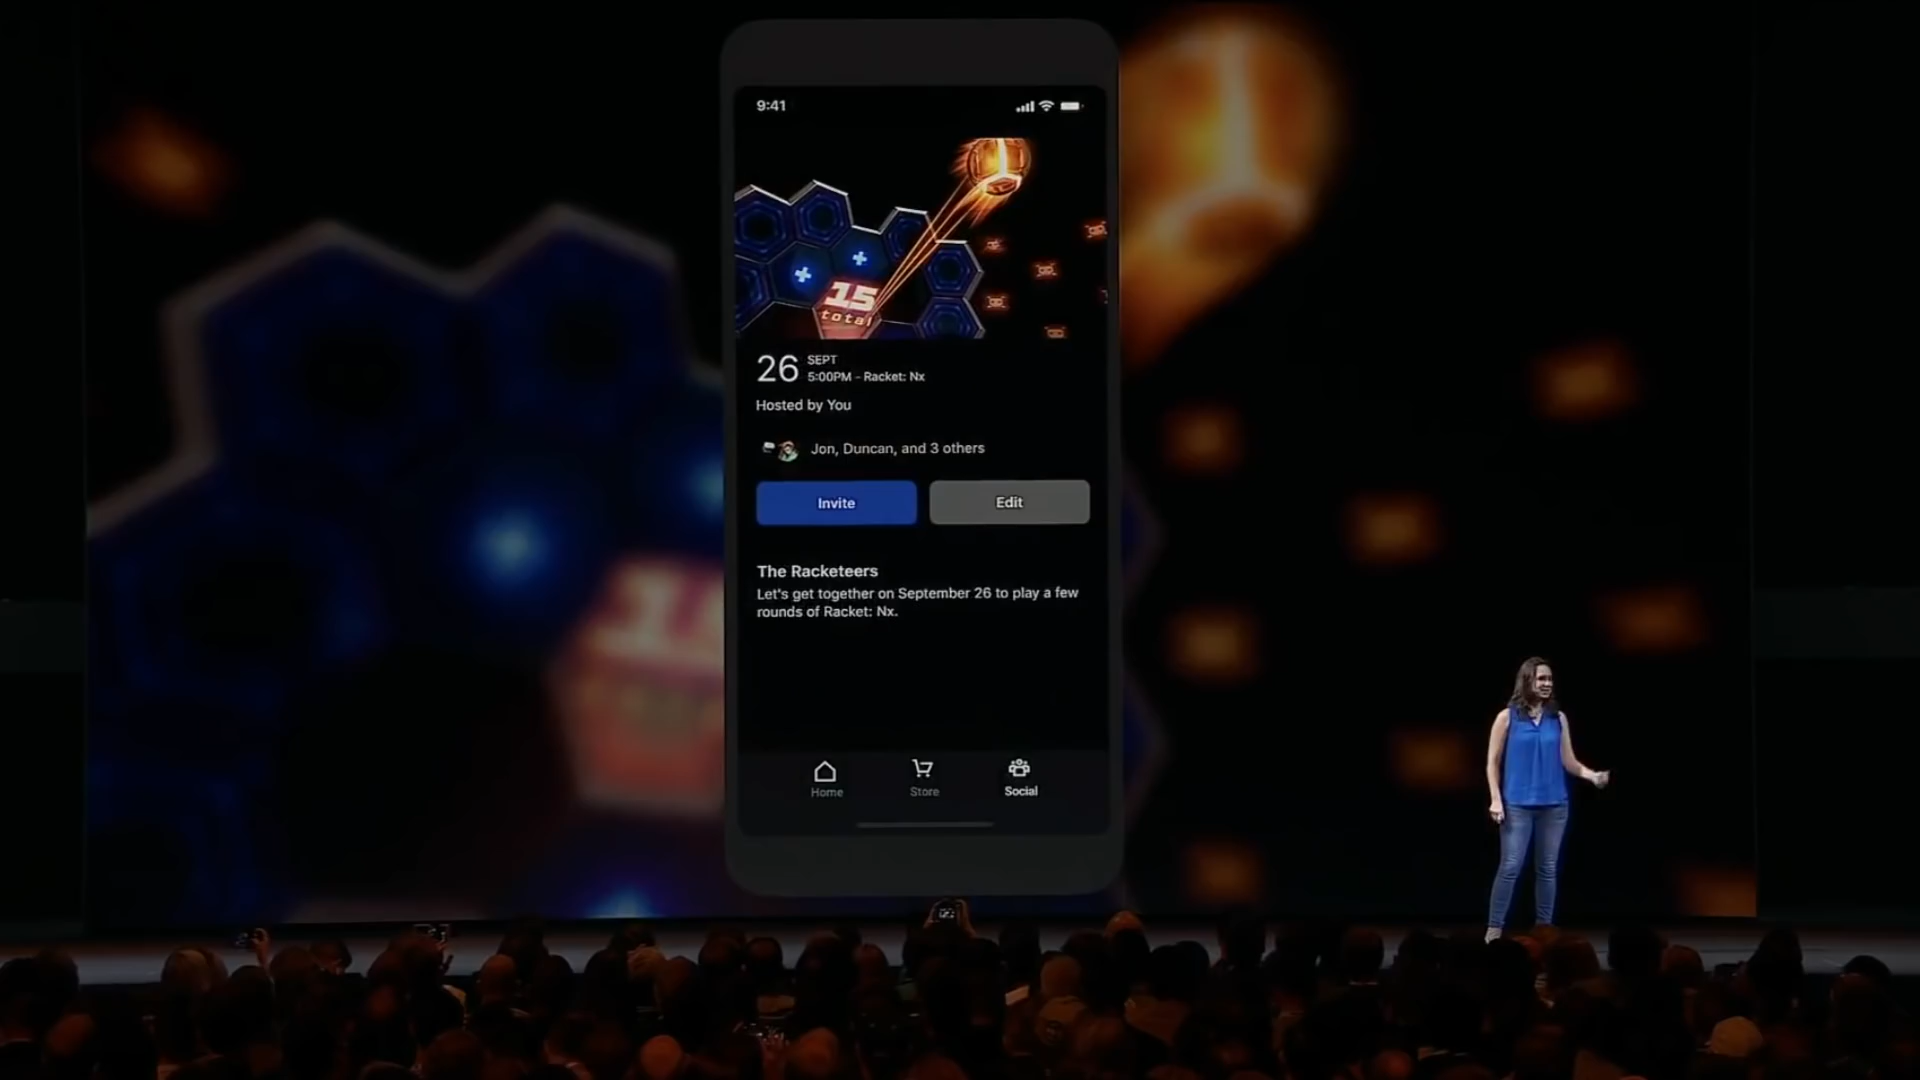 9:41
15
total
26 SEPT
5:00PM - Racket: Nx
Hosted by You
Jon, Duncan, and 3 others
Invite
Edit
The Racketeers
Let's get together on September 26 to play a few
rounds of Racket: Nx.
Home
Store
Social